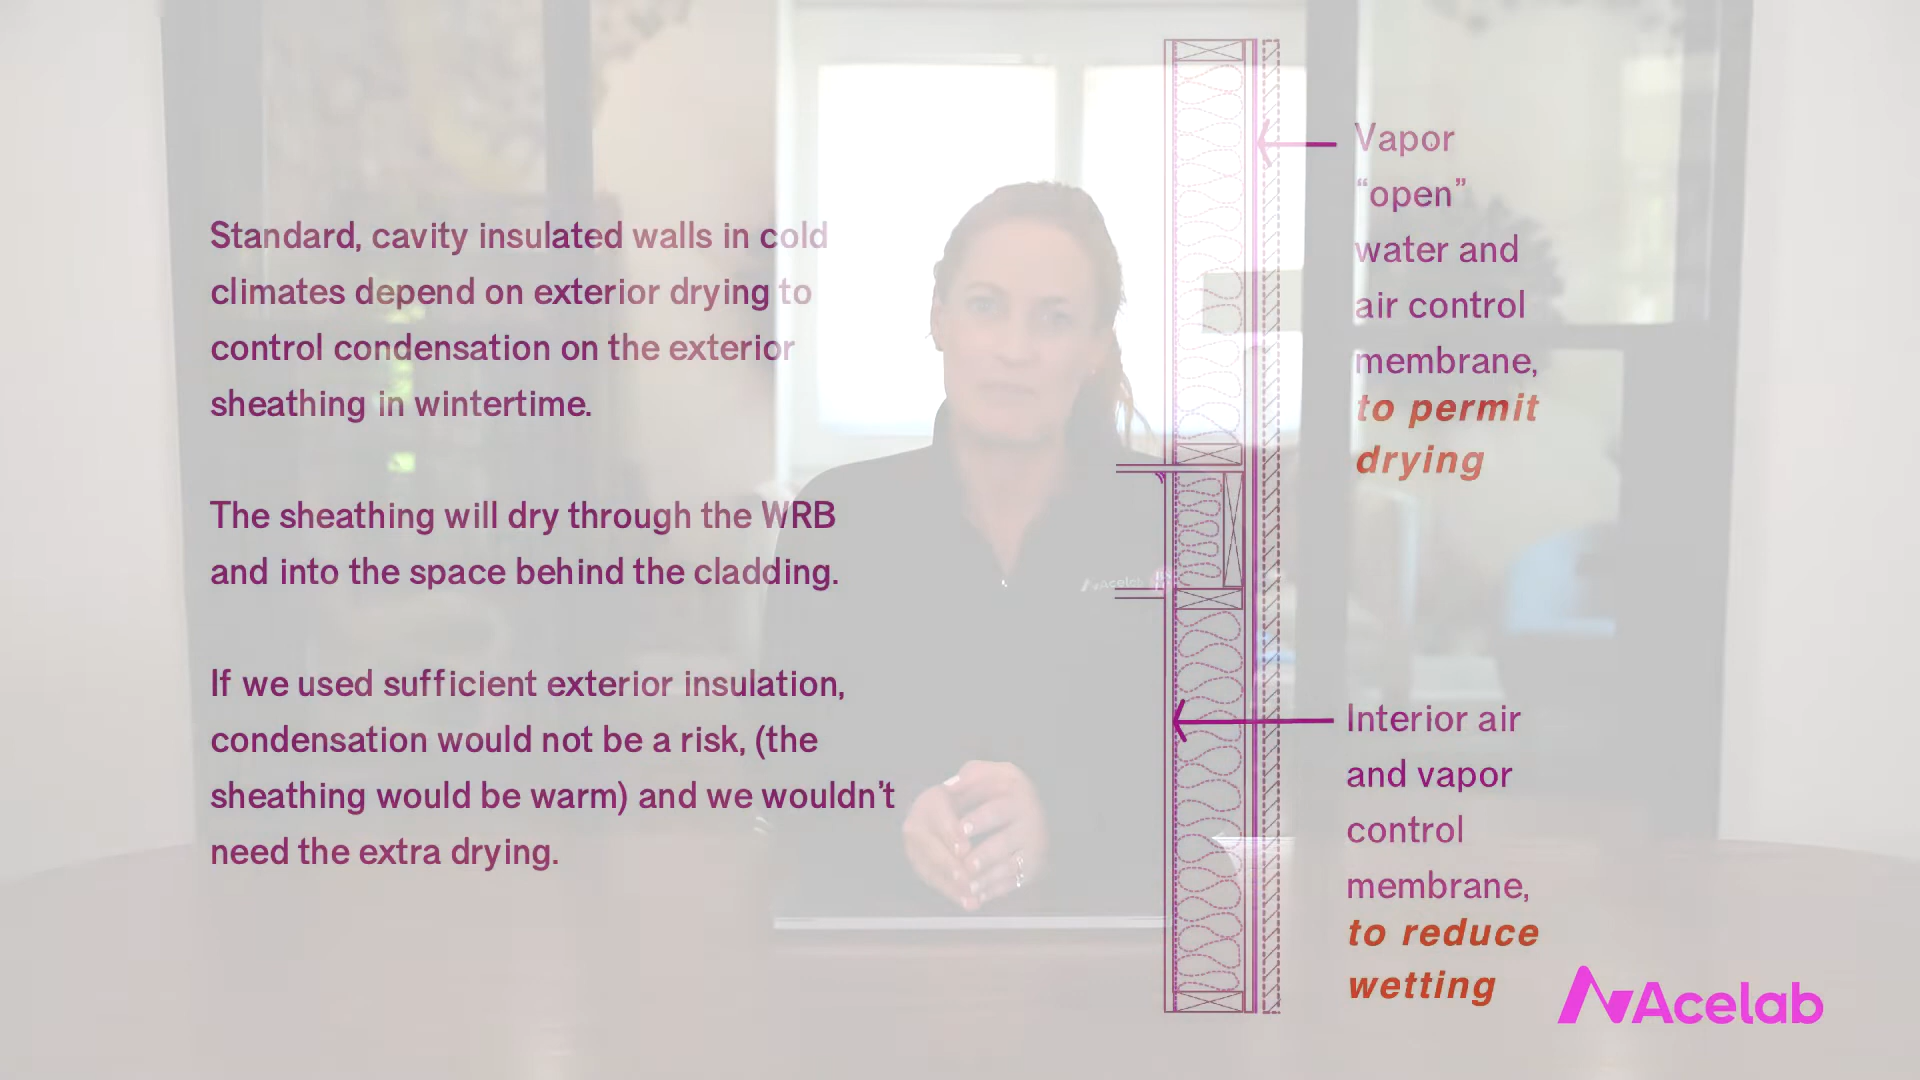 Standard, cavity insulated walls in cold
climates depend on exterior drying to
control condensation on the exterior
sheathing in wintertime.
The sheathing will dry through the WRB
and into the space behind the cladding.
If we used sufficient exterior insulation,
condensation would not be a risk, (the
sheathing would be warm) and we wouldn't
need the extra drying.
Vapor
“open”
water and
air control
membrane,
to permit
drying
Interior air
and vapor
control
membrane,
to reduce
wetting
Acelab
Acelab